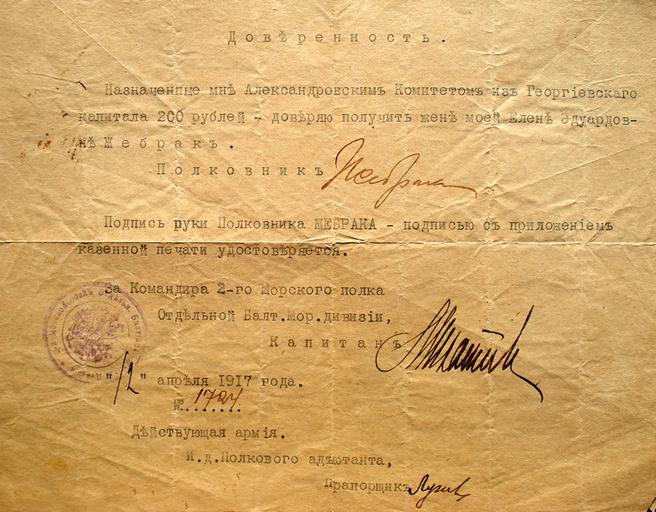 Довѣренность.
Назначенные мнѣ Александровскимъ Комитетомъ изъ Георгіевскаго
капитала 200 рублей - довѣряю получить женѣ моей Еленѣ Эдуардов-
нѣ Жебракъ.
Полковникъ Жебракъ
Подпись руки Полковника ЖЕБРАКА - подписью съ приложеніемъ
казенной печати удостовѣряется.
За Командира 2-го Морского полка
Отдѣльной Балт.Мор.дивизіи,
Капитанъ
"12" апрѣля 1917 года.
№ 1724
Дѣйствующая армія.
И.д.Полкового адъютанта,
Прапорщикъ